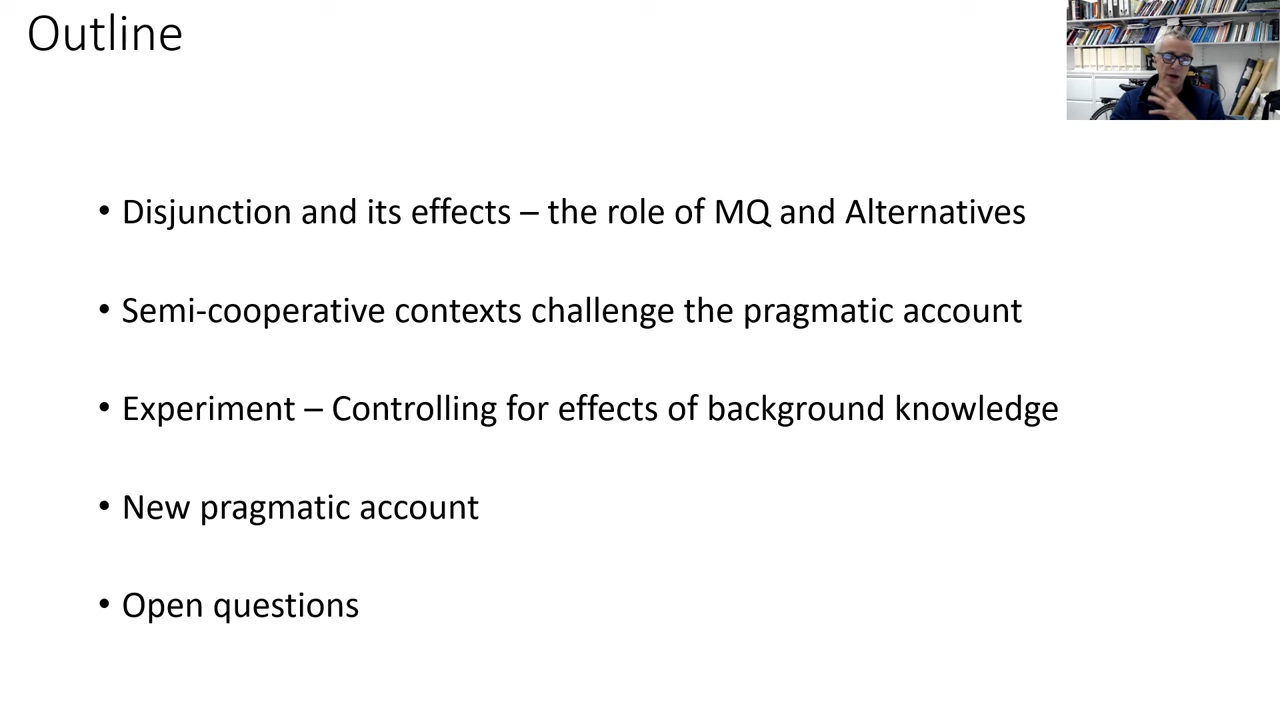 Outline
• Disjunction and its effects – the role of MQ and Alternatives
• Semi-cooperative contexts challenge the pragmatic account
• Experiment – Controlling for effects of background knowledge
• New pragmatic account
• Open questions